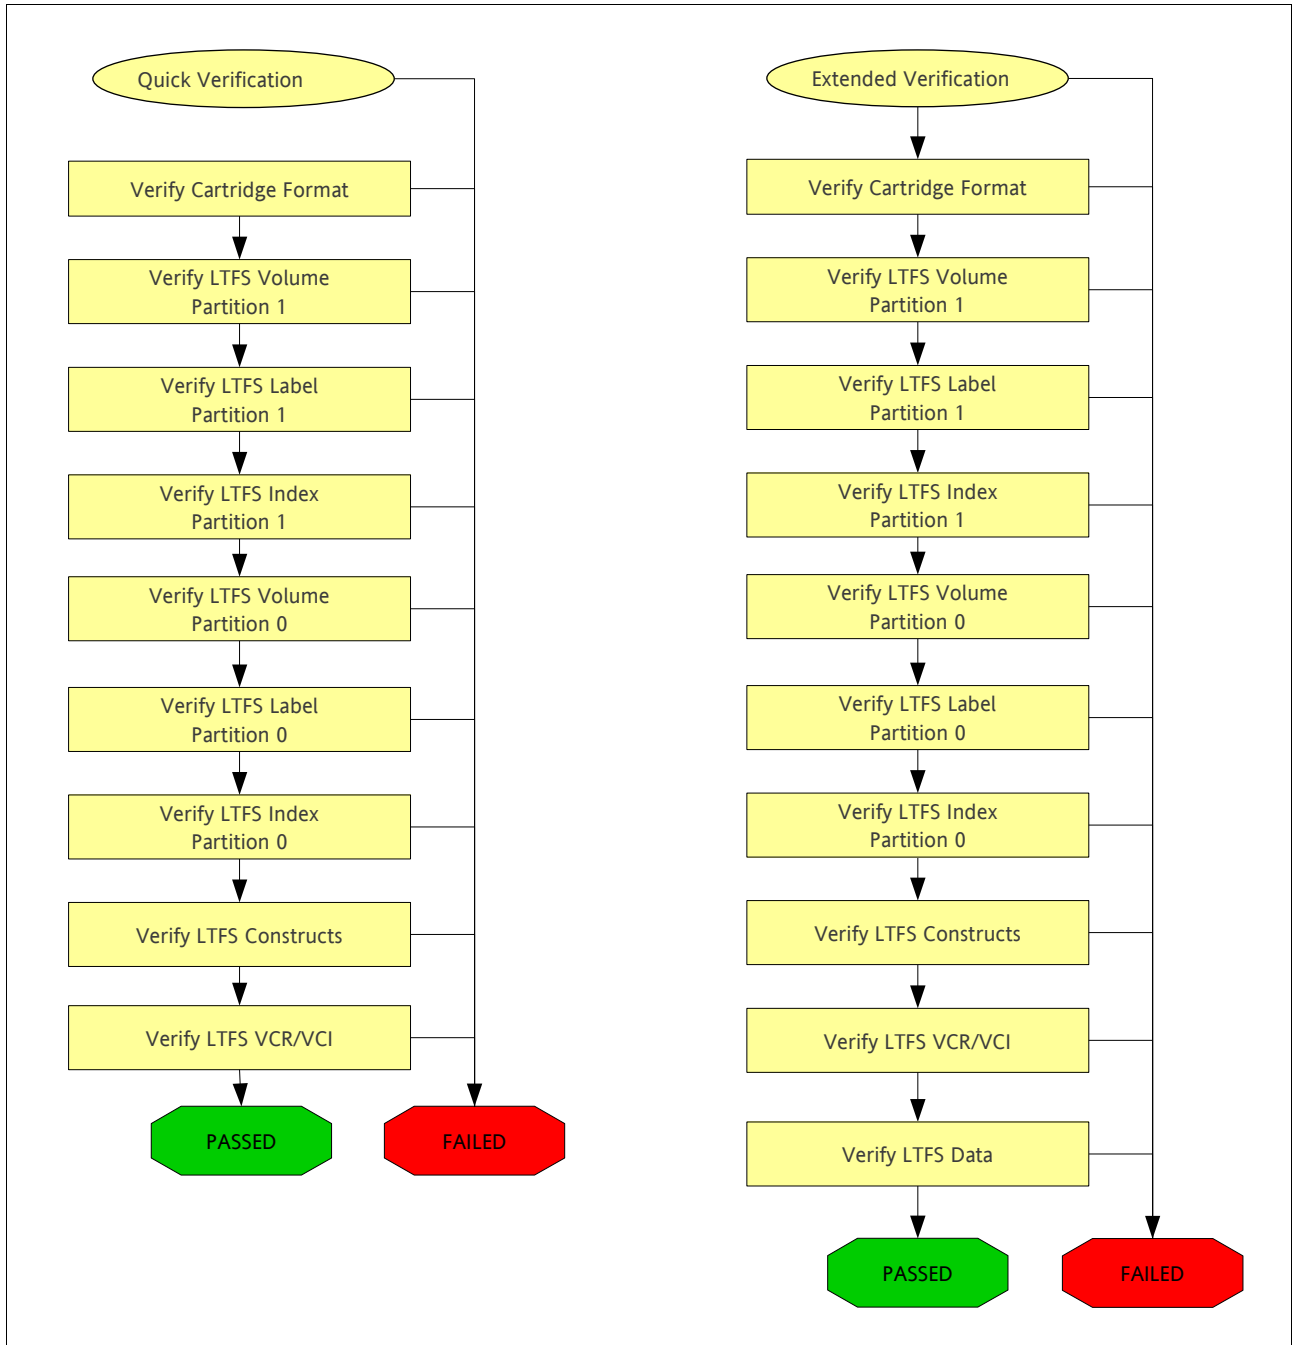 Quick Verification
Verify Cartridge Format
Verify LTFS Volume
Partition 1
Verify LTFS Label
Partition 1
Verify LTFS Index
Partition 1
Verify LTFS Volume
Partition 0
Verify LTFS Label
Partition 0
Verify LTFS Index
Partition 0
Verify LTFS Constructs
Verify LTFS VCR/VCI
PASSED
FAILED
Extended Verification
Verify Cartridge Format
Verify LTFS Volume
Partition 1
Verify LTFS Label
Partition 1
Verify LTFS Index
Partition 1
Verify LTFS Volume
Partition 0
Verify LTFS Label
Partition 0
Verify LTFS Index
Partition 0
Verify LTFS Constructs
Verify LTFS VCR/VCI
Verify LTFS Data
PASSED
FAILED